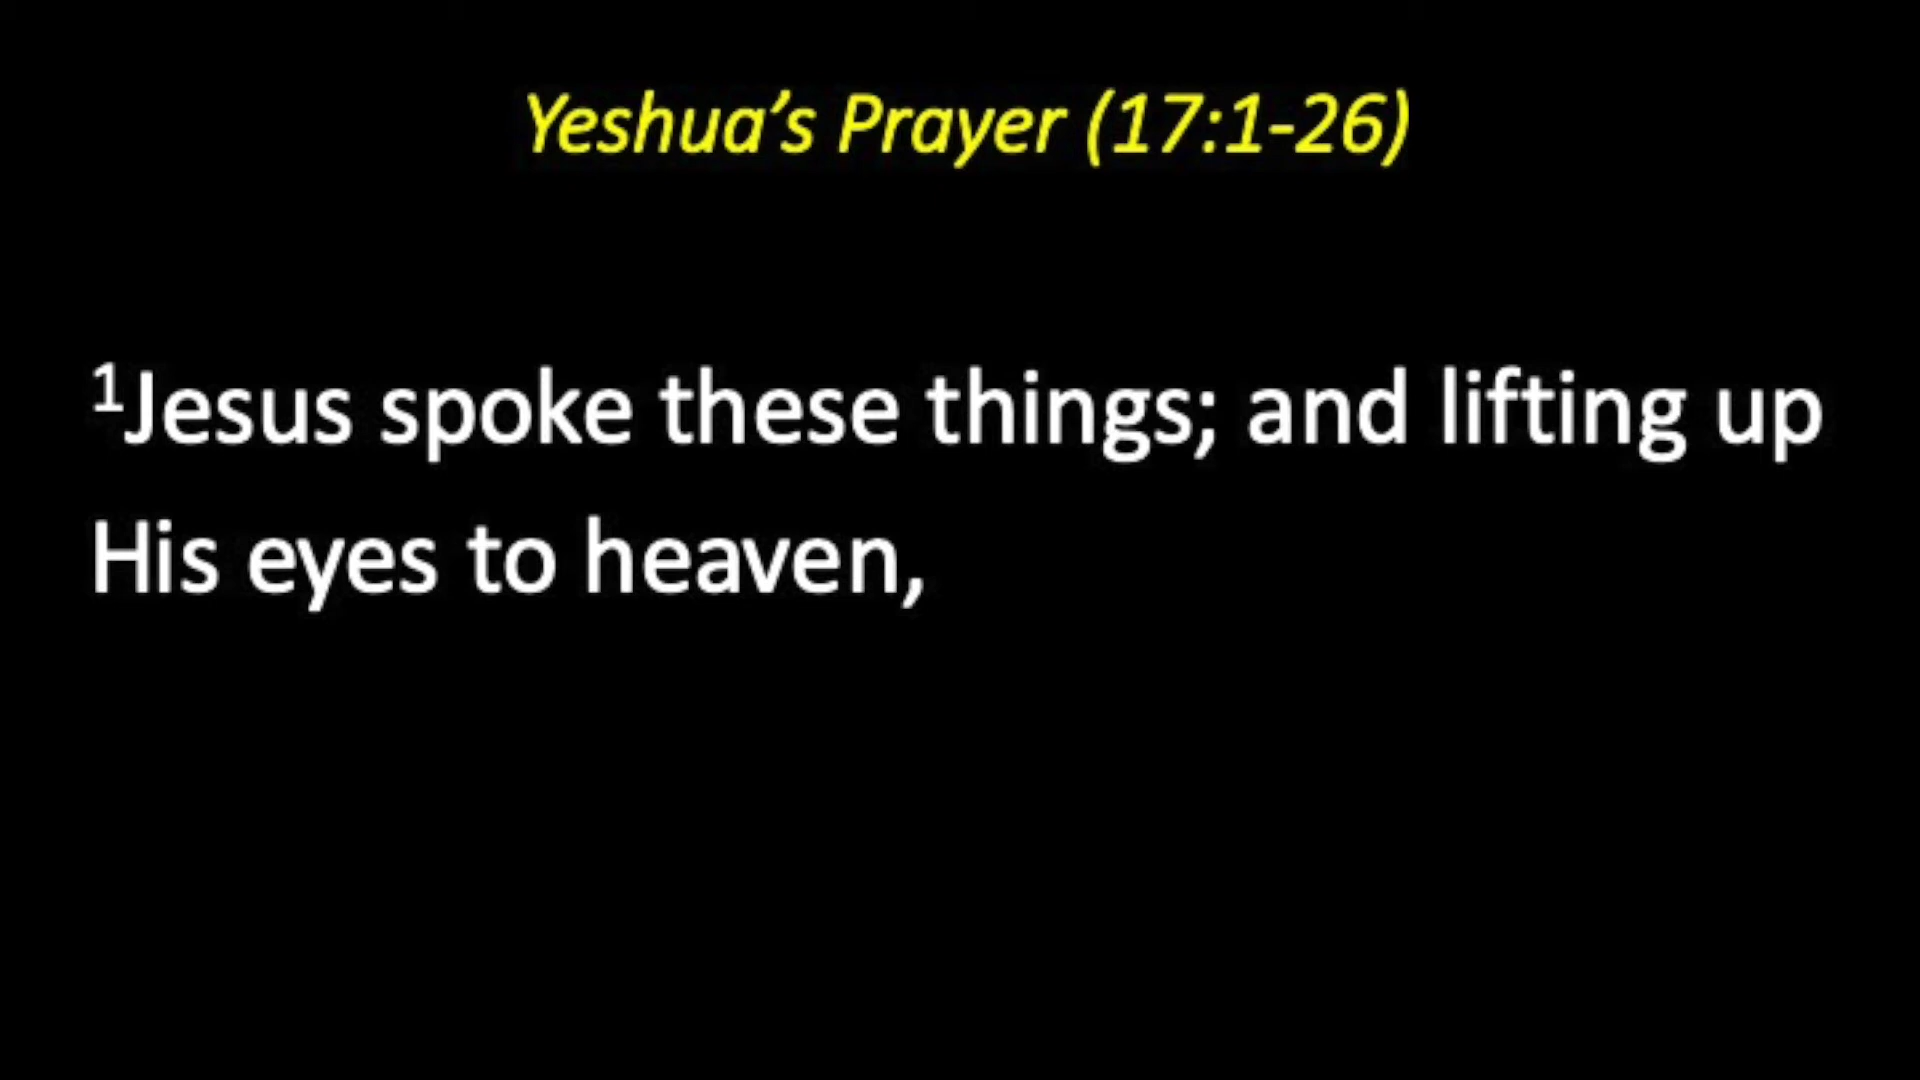 Yeshua’s Prayer (17:1-26)
¹Jesus spoke these things; and lifting up
His eyes to heaven,